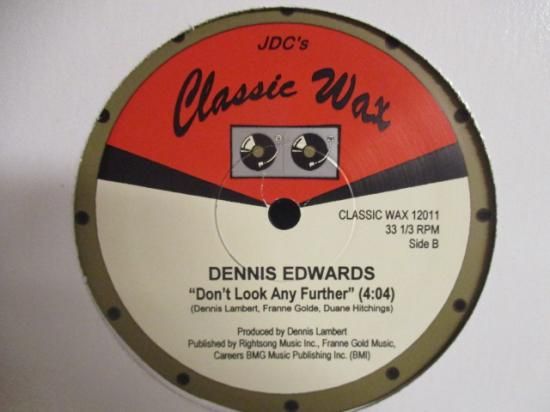 JDC's
Classic Wax
CLASSIC WAX 12011
33 1/3 RPM
Side B
DENNIS EDWARDS
“Don't Look Any Further” (4:04)
(Dennis Lambert, Franne Golde, Duane Hitchings)
Produced by Dennis Lambert
Published by Rightsong Music Inc., Franne Gold Music,
Careers BMG Music Publishing Inc. (BMI)